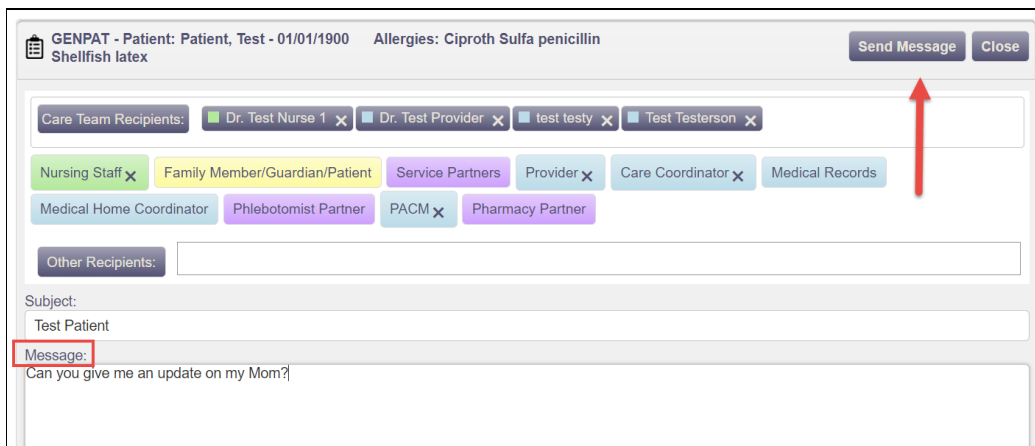 GENPAT - Patient: Patient, Test - 01/01/1900 Allergies: Ciproth Sulfa penicillin
Shellfish latex
Send Message Close
Care Team Recipients: Dr. Test Nurse 1 Dr. Test Provider test testy Test Testerson
Nursing Staff Family Member/Guardian/Patient Service Partners Provider Care Coordinator Medical Records
Medical Home Coordinator Phlebotomist Partner PACM Pharmacy Partner
Other Recipients:
Subject:
Test Patient
Message:
Can you give me an update on my Mom?